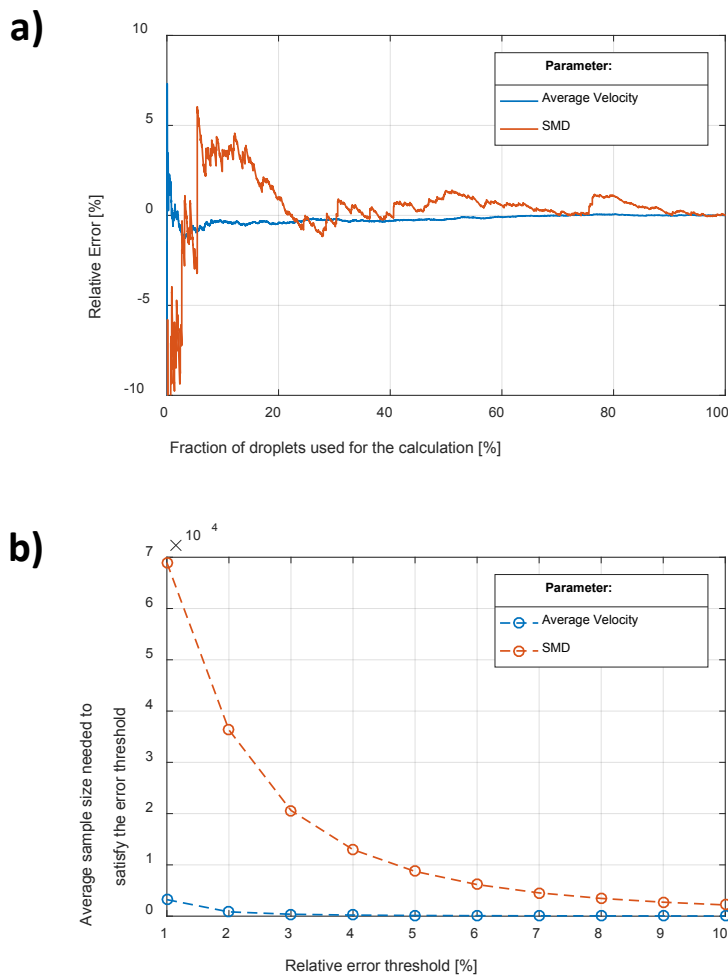 a)
10
5
0
-5
-10
Relative Error [%]
Parameter:
Average Velocity
SMD
0 20 40 60 80 100
Fraction of droplets used for the calculation [%]
b)
× 10 4
7
6
5
4
3
2
1
0
Average sample size needed to
satisfy the error threshold
Parameter:
Average Velocity
SMD
1 2 3 4 5 6 7 8 9 10
Relative error threshold [%]